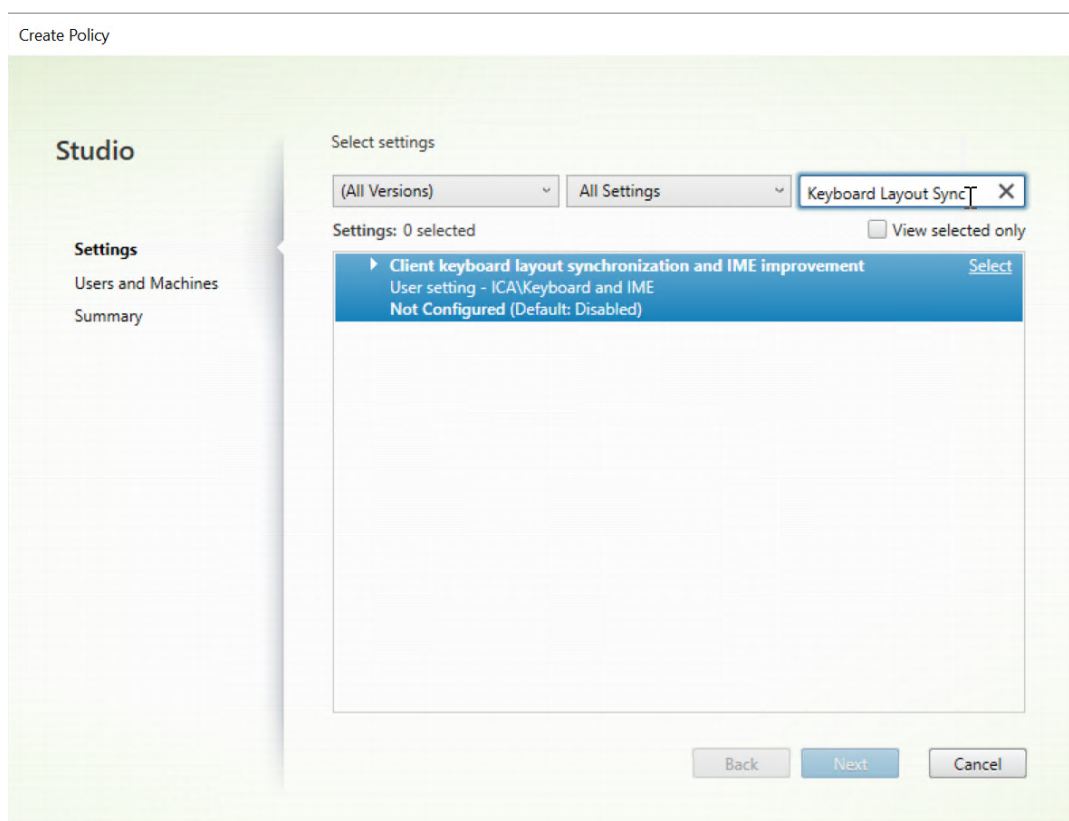 Create Policy
Studio
Select settings
(All Versions)
All Settings
Keyboard Layout Sync
Settings: 0 selected
View selected only
Settings
Users and Machines
Summary
Client keyboard layout synchronization and IME improvement
Select
User setting - ICA\Keyboard and IME
Not Configured (Default: Disabled)
Back
Next
Cancel